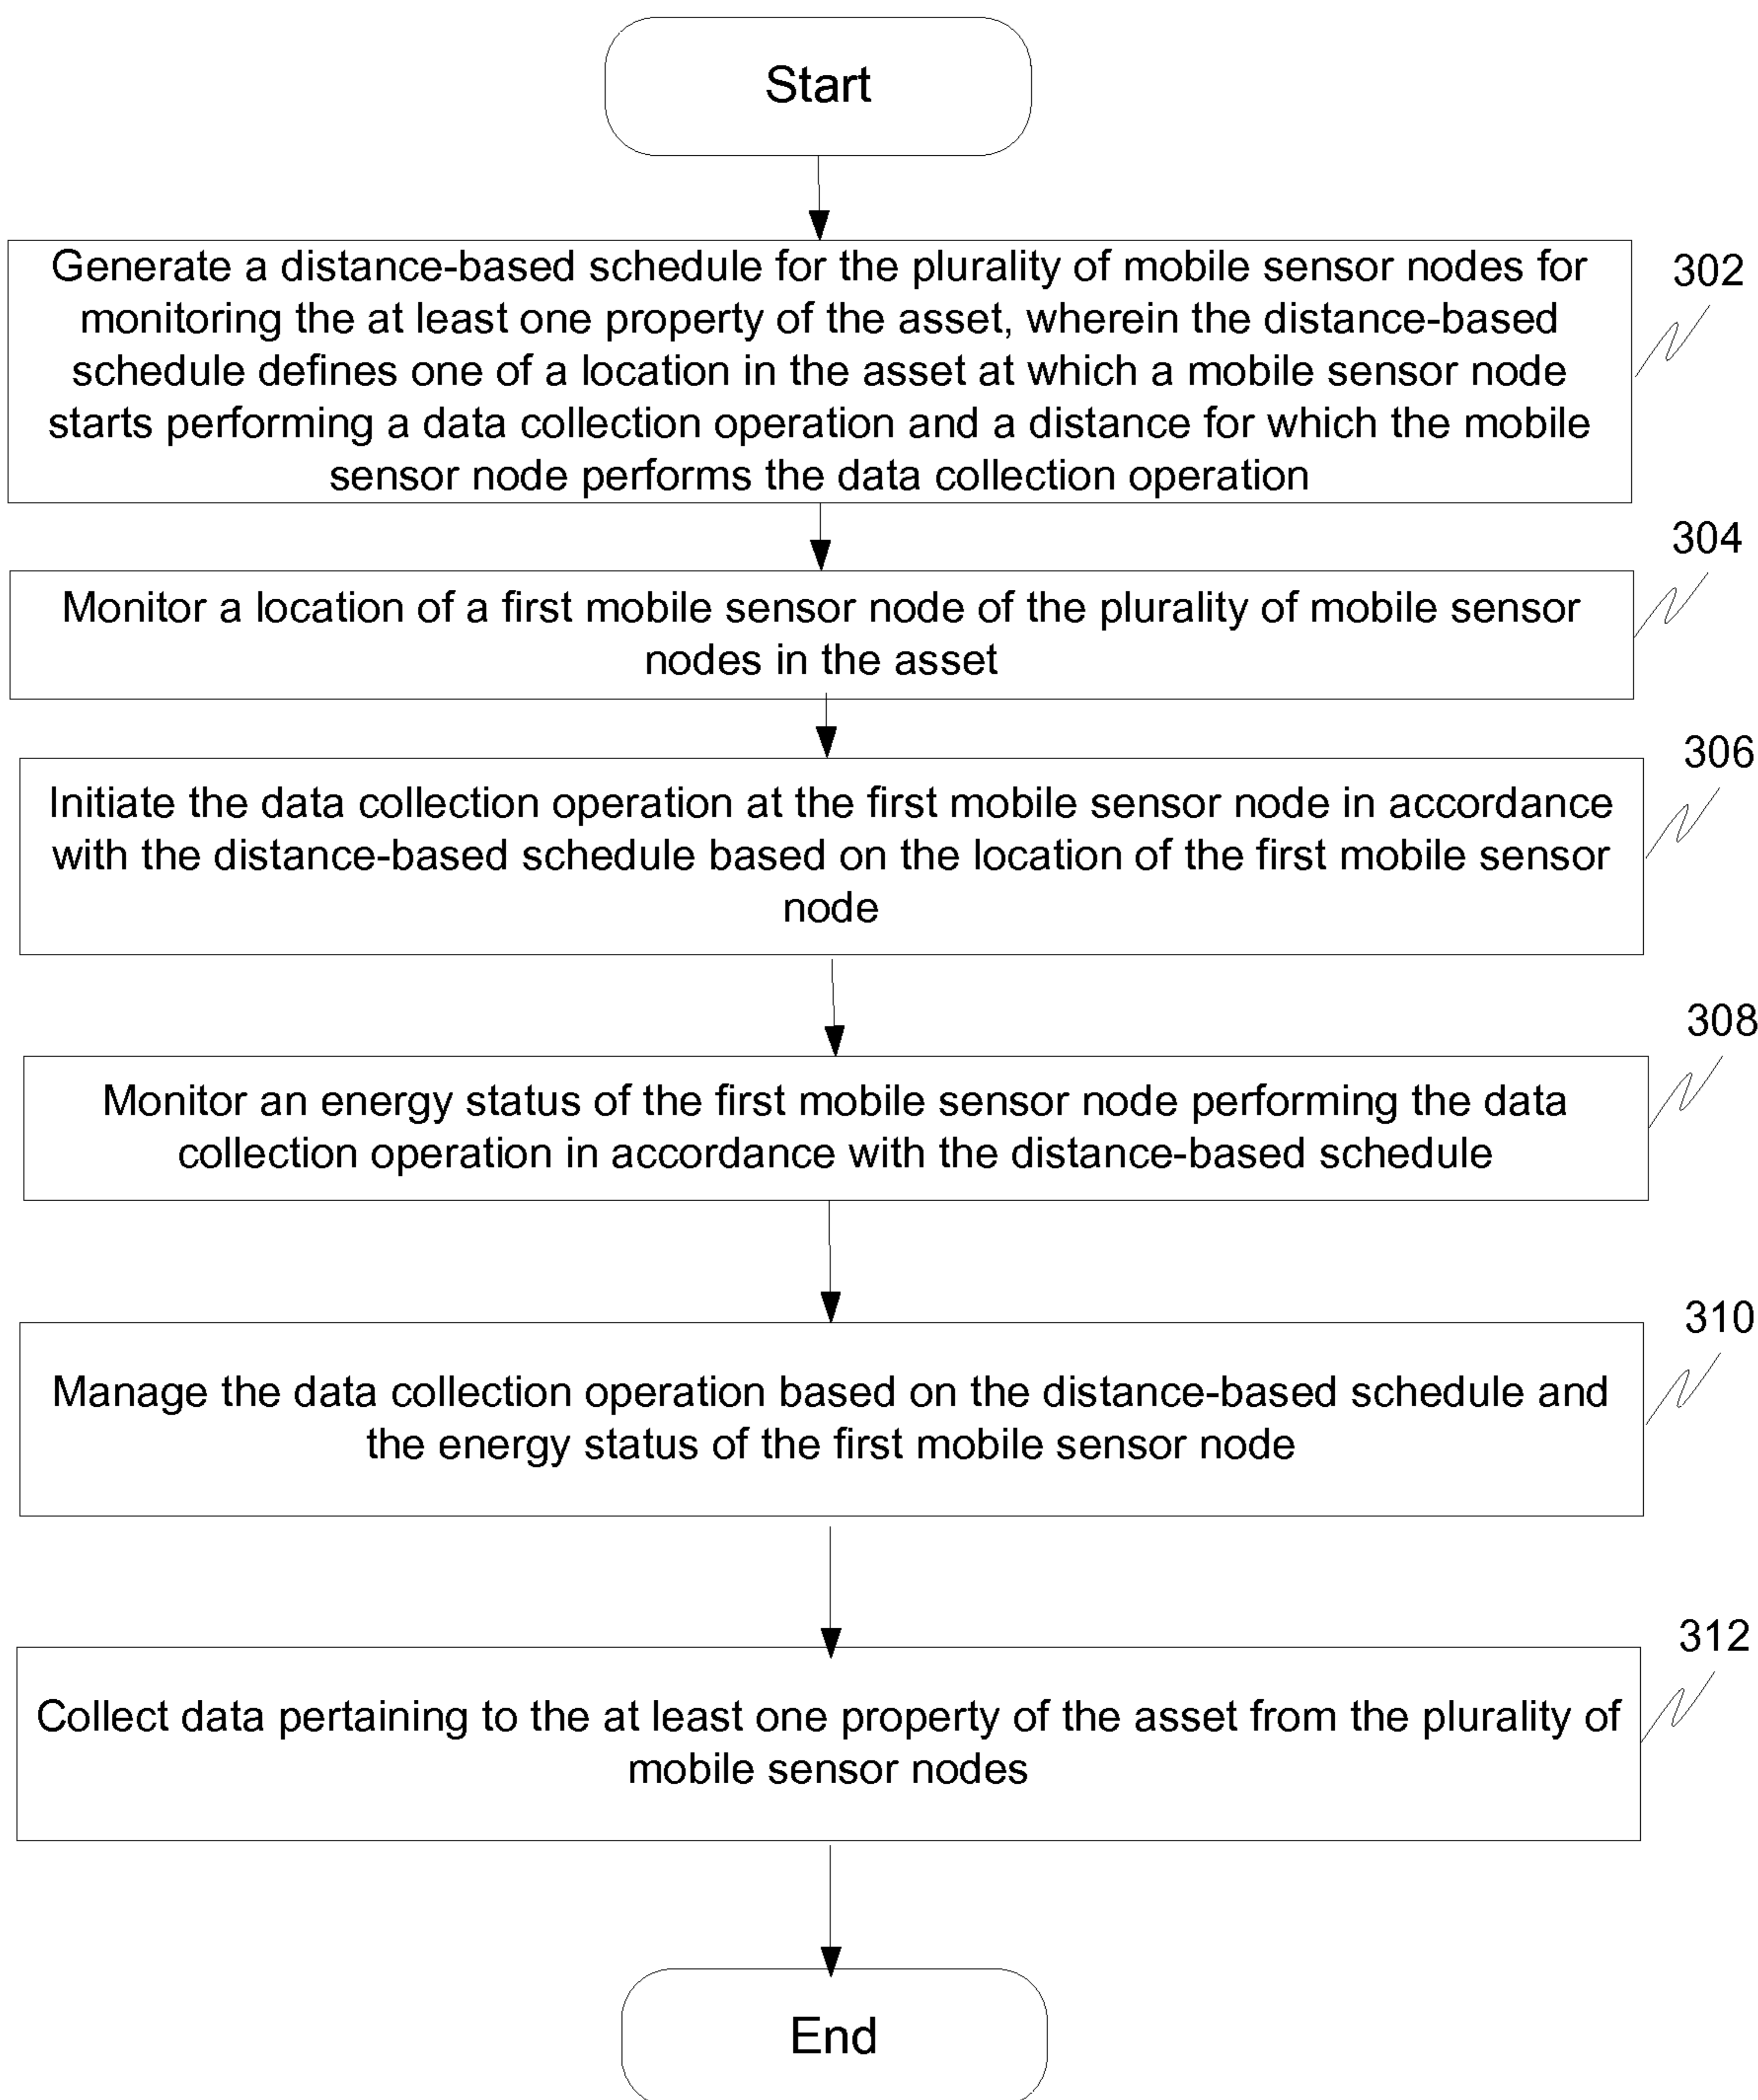 Start
Generate a distance-based schedule for the plurality of mobile sensor nodes for
monitoring the at least one property of the asset, wherein the distance-based
schedule defines one of a location in the asset at which a mobile sensor node
starts performing a data collection operation and a distance for which the mobile
sensor node performs the data collection operation
302
Monitor a location of a first mobile sensor node of the plurality of mobile sensor
nodes in the asset
304
Initiate the data collection operation at the first mobile sensor node in accordance
with the distance-based schedule based on the location of the first mobile sensor
node
306
Monitor an energy status of the first mobile sensor node performing the data
collection operation in accordance with the distance-based schedule
308
Manage the data collection operation based on the distance-based schedule and
the energy status of the first mobile sensor node
310
Collect data pertaining to the at least one property of the asset from the plurality of
mobile sensor nodes
312
End